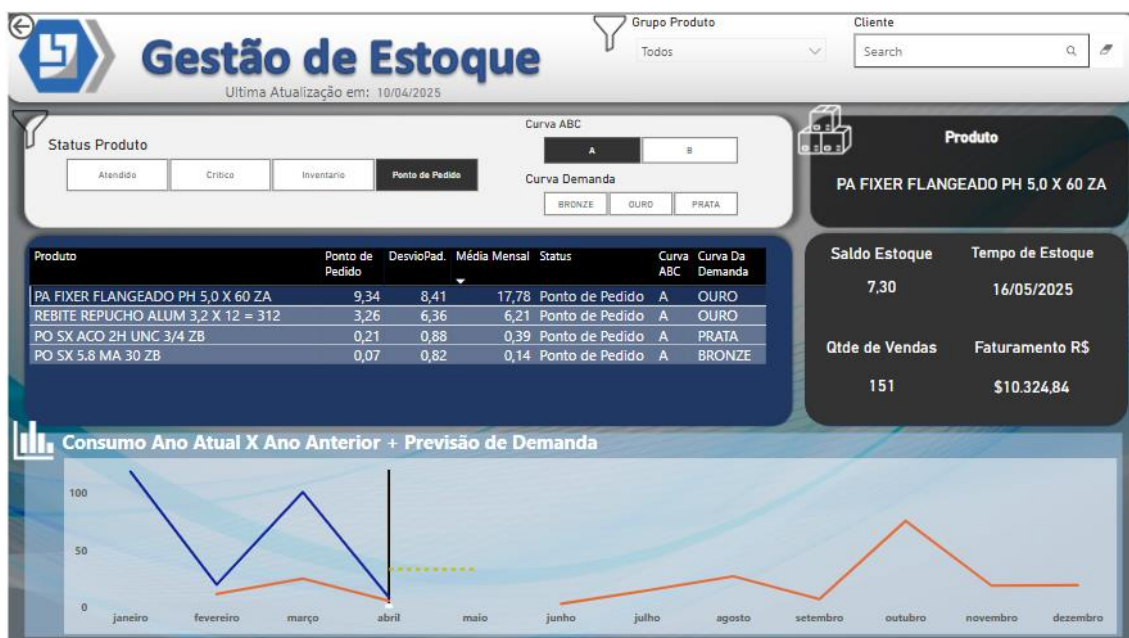 Gestão de Estoque
Ultima Atualização em: 10/04/2025
Grupo Produto
Todos
Cliente
Search
Status Produto
Atendido Critico Inventario Ponto de Pedido
Curva ABC
A B
Curva Demanda
BRONZE OURO PRATA
Produto
PA FIXER FLANGEADO PH 5,0 X 60 ZA
Produto Ponto de Pedido DesvioPad. Média Mensal Status Curva ABC Curva Da Demanda
PA FIXER FLANGEADO PH 5,0 X 60 ZA 9,34 8,41 17,78 Ponto de Pedido A OURO
REBITE REPUCHO ALUM 3,2 X 12 = 312 3,26 6,36 6,21 Ponto de Pedido A OURO
PO SX ACO 2H UNC 3/4 ZB 0,21 0,88 0,39 Ponto de Pedido A PRATA
PO SX 5.8 MA 30 ZB 0,07 0,82 0,14 Ponto de Pedido A BRONZE
Saldo Estoque Tempo de Estoque
7,30 16/05/2025
Qtde de Vendas Faturamento R$
151 $10.324,84
Consumo Ano Atual X Ano Anterior + Previsão de Demanda
100
50
0
janeiro fevereiro março abril maio junho julho agosto setembro outubro novembro dezembro